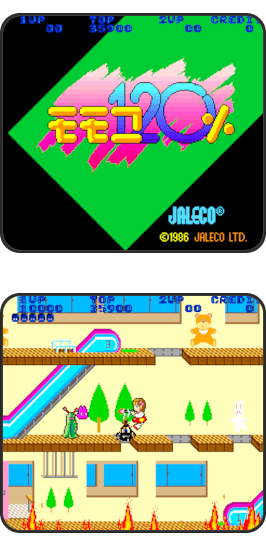 1UP TOP 2UP CREDIT
00 35900 00 0
モモコ120%
JALECO®
©1986 JALECO LTD.
1UP TOP 2UP CREDI
10000 35900 00 0